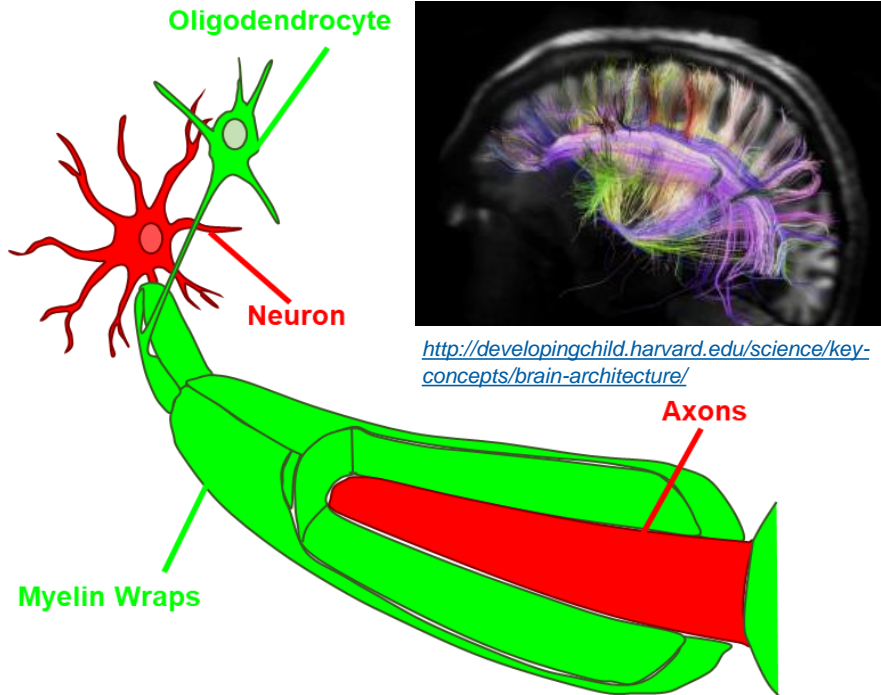 Oligodendrocyte
Neuron
http://developingchild.harvard.edu/science/key-
concepts/brain-architecture/
Axons
Myelin Wraps